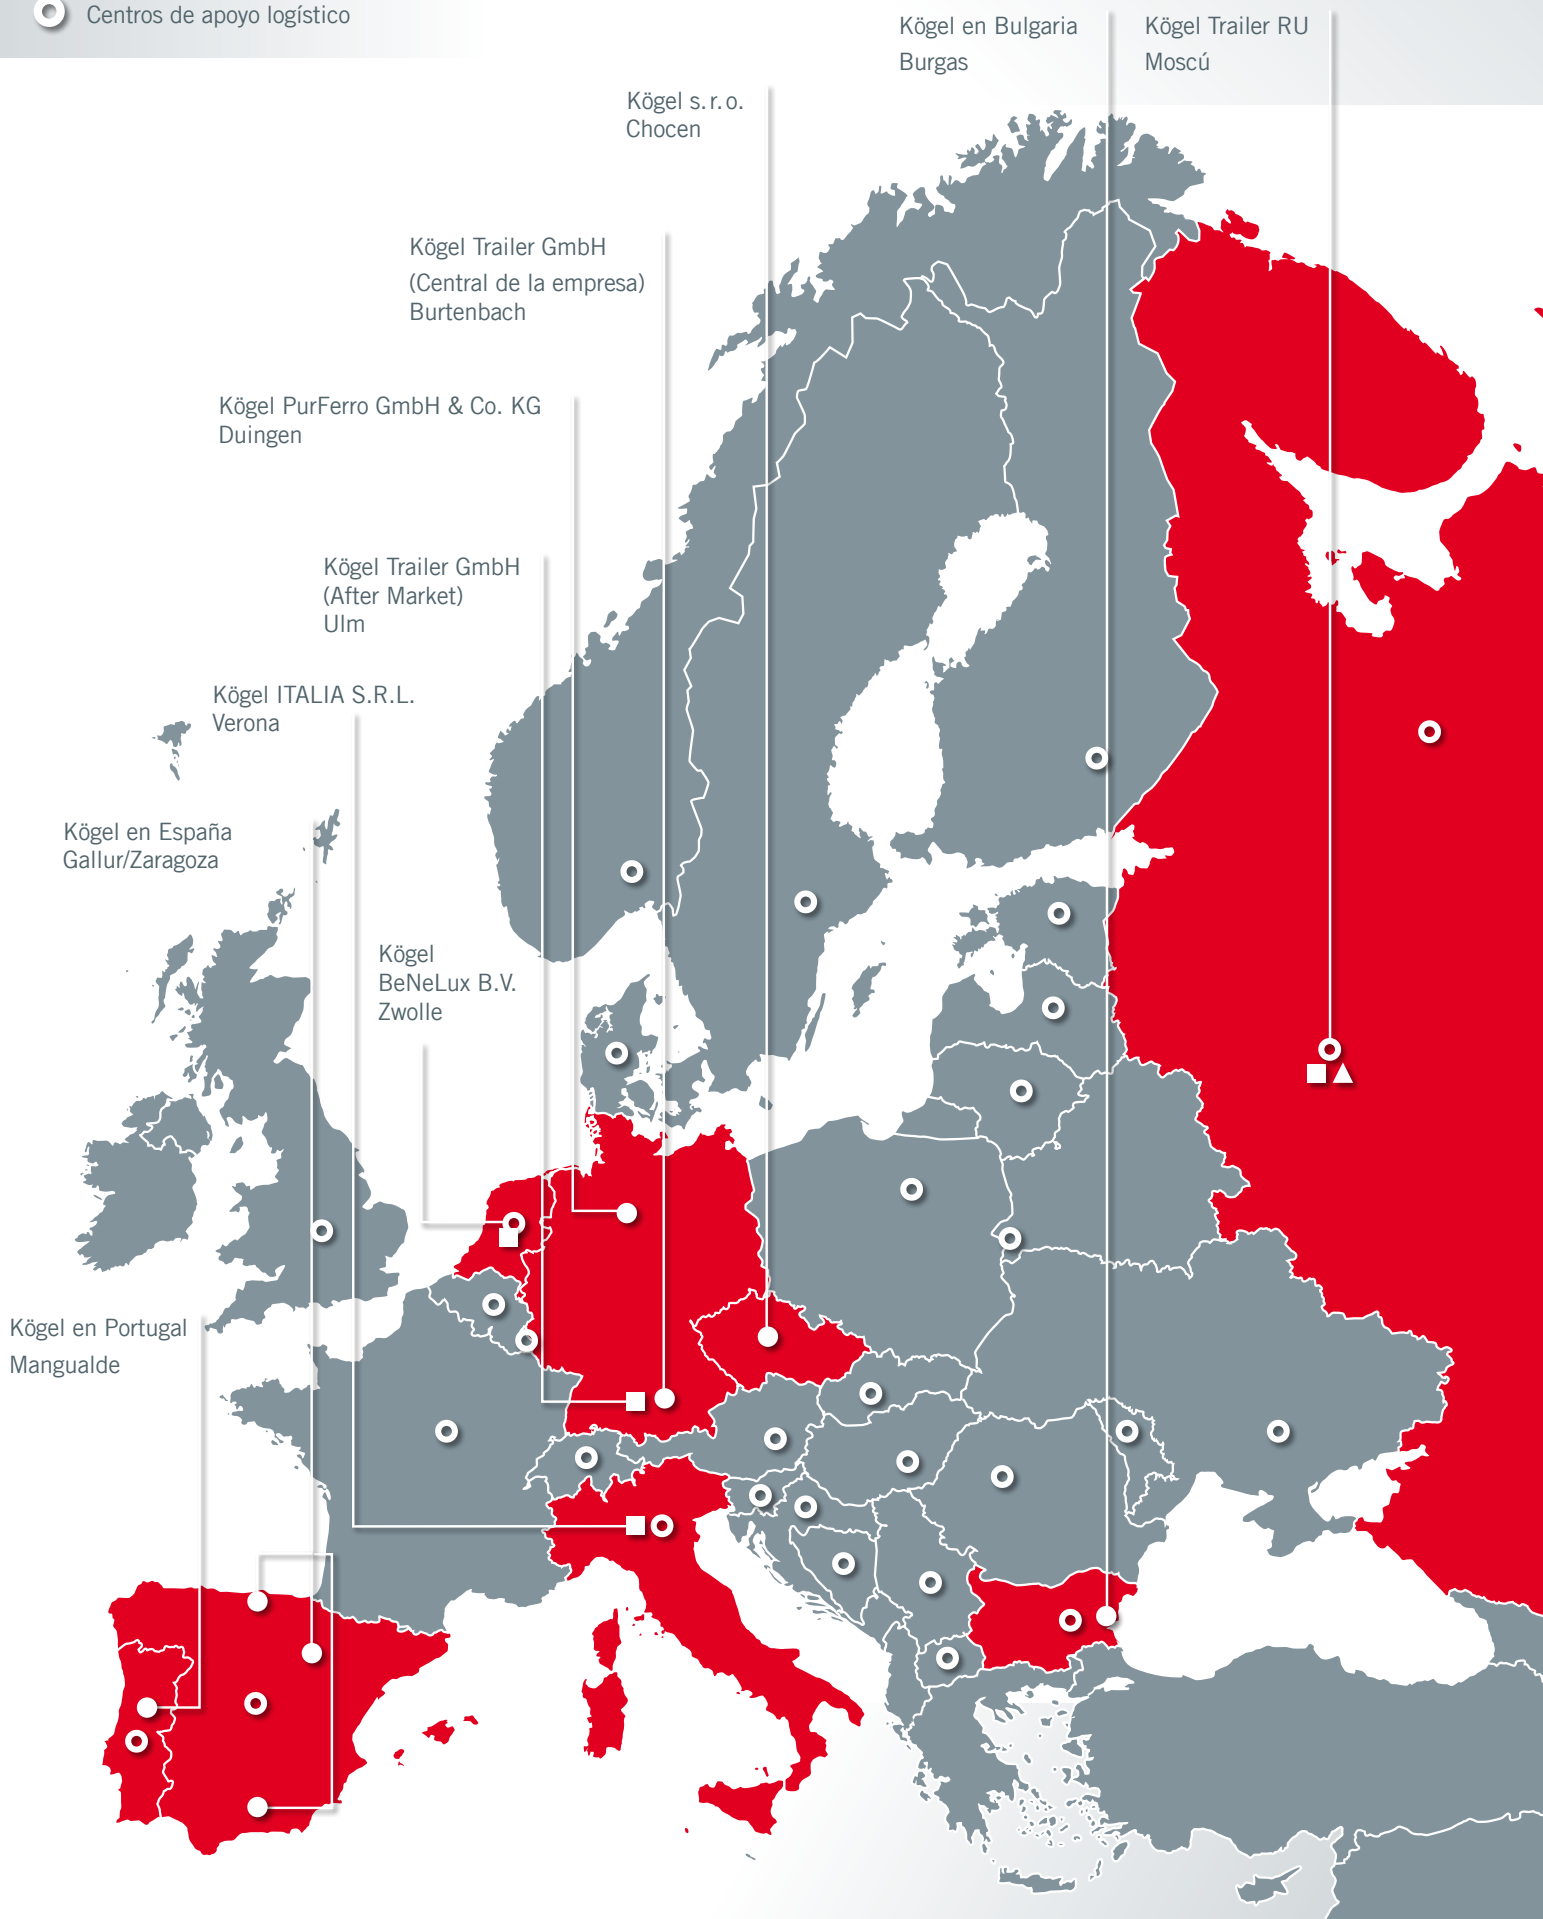 Centros de apoyo logístico
Kögel en Bulgaria
Burgas
Kögel Trailer RU
Moscú
Kögel s.r.o.
Chocen
Kögel Trailer GmbH
(Central de la empresa)
Burtenbach
Kögel PurFerro GmbH & Co. KG
Duingen
Kögel Trailer GmbH
(After Market)
Ulm
Kögel ITALIA S.R.L.
Verona
Kögel en España
Gallur/Zaragoza
Kögel
BeNeLux B.V.
Zwolle
Kögel en Portugal
Mangualde